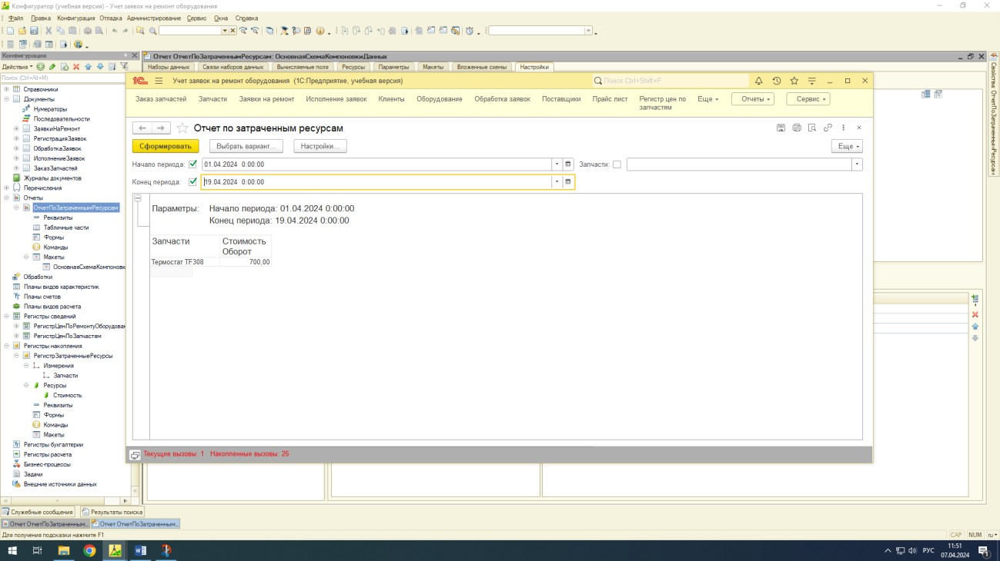 Конфигуратор (учебная версия) - Учет заявок на ремонт оборудования
Файл Правка Конфигурация Отладка Администрирование Сервис Окна Справка
Конфигурация
Действия
Поиск (Ctrl+Alt+M)
Справочники
Документы
Нумераторы
Последовательности
ЗаявкиНаРемонт
РегистрацияЗаявок
ОбработкаЗаявок
ИсполнениеЗаявок
ЗаказЗапчастей
Журналы документов
Перечисления
Отчеты
ОтчетПоЗатраченнымРесурсам
Реквизиты
Табличные части
Формы
Команды
Макеты
ОсновнаяСхемаКомпоновк
Обработки
Планы видов характеристик
Планы счетов
Планы видов расчета
Регистры сведений
РегистрЦенПоРемонтуОборудован
РегистрЦенПоЗапчастям
Регистры накопления
РегистрЗатраченныеРесурсы
Измерения
Запчасти
Ресурсы
Стоимость
Реквизиты
Формы
Команды
Макеты
Регистры бухгалтерии
Регистры расчета
Бизнес-процессы
Задачи
Внешние источники данных
Отчет ОтчетПоЗатраченнымРесурсам: ОсновнаяСхемаКомпоновкиДанных
Наборы данных Связи наборов данных Вычисляемые поля Ресурсы Параметры Макеты Вложенные схемы Настройки
Учет заявок на ремонт оборудования (1С:Предприятие, учебная версия)
Поиск Ctrl+Shift+F
Заказ запчастей Запчасти Заявки на ремонт Исполнение заявок Клиенты Оборудование Обработка заявок Поставщики Прайс лист Регистр цен по запчастям Еще Отчеты Сервис
Отчет по затраченным ресурсам
Сформировать Выбрать вариант... Настройки... Еще
Начало периода: 01.04.2024 0:00:00 Запчасти:
Конец периода: 19.04.2024 0:00:00
Параметры: Начало периода: 01.04.2024 0:00:00
Конец периода: 19.04.2024 0:00:00
Запчасти Стоимость Оборот
Термостат TF308 700,00
Текущие вызовы: 1 Накопленные вызовы: 26
Свойства: ОтчетПоЗатраченнымРесурсам
Служебные сообщения Результаты поиска
Отчет ОтчетПоЗатраченным... Отчет ОтчетПоЗатраченным...
Для получения подсказки нажмите F1
CAP NUM ru
РУС
11:51
07.04.2024